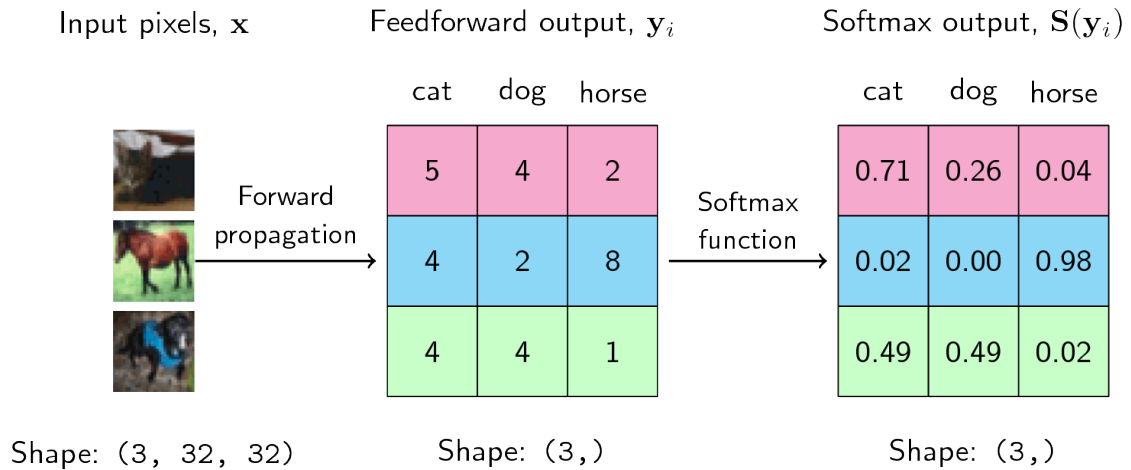 Input pixels, x
Feedforward output, yᵢ
Softmax output, S(yᵢ)
cat dog horse
cat dog horse
Forward
propagation
5 4 2
4 2 8
4 4 1
Softmax
function
0.71 0.26 0.04
0.02 0.00 0.98
0.49 0.49 0.02
Shape: (3, 32, 32)
Shape: (3,)
Shape: (3,)